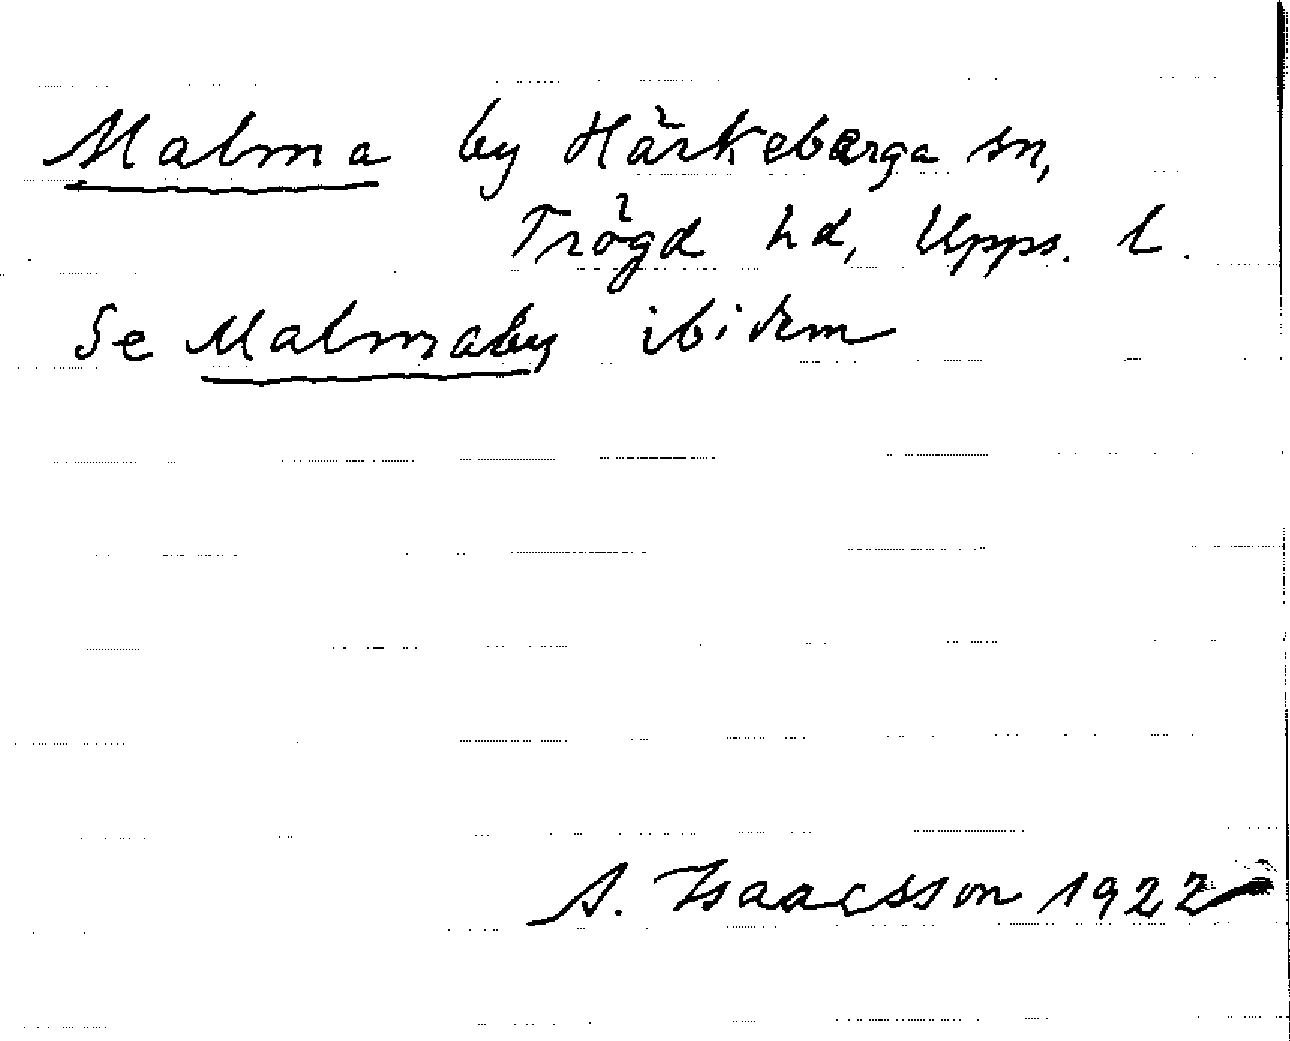 Malma by Härkeberga sn,
Trögd hd, Upps. l.
Se Malmaby ibidem
A. Isaacsson 1922